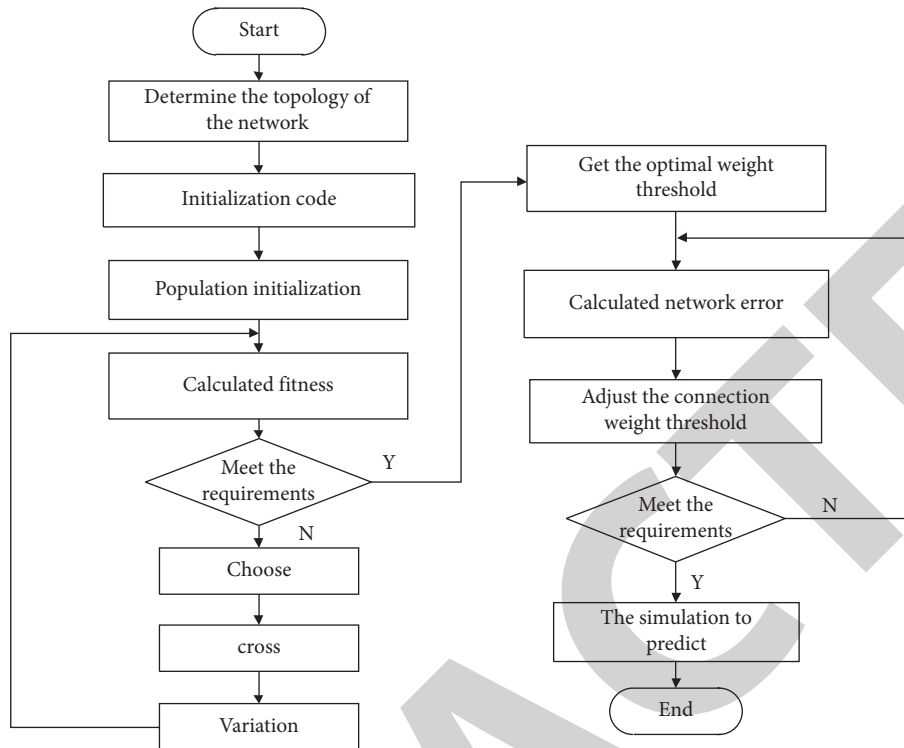 Start
Determine the topology of
the network
Initialization code
Population initialization
Calculated fitness
Meet the
requirements
Y
N
Choose
cross
Variation
Get the optimal weight
threshold
Calculated network error
Adjust the connection
weight threshold
Meet the
requirements
N
Y
The simulation to
predict
End